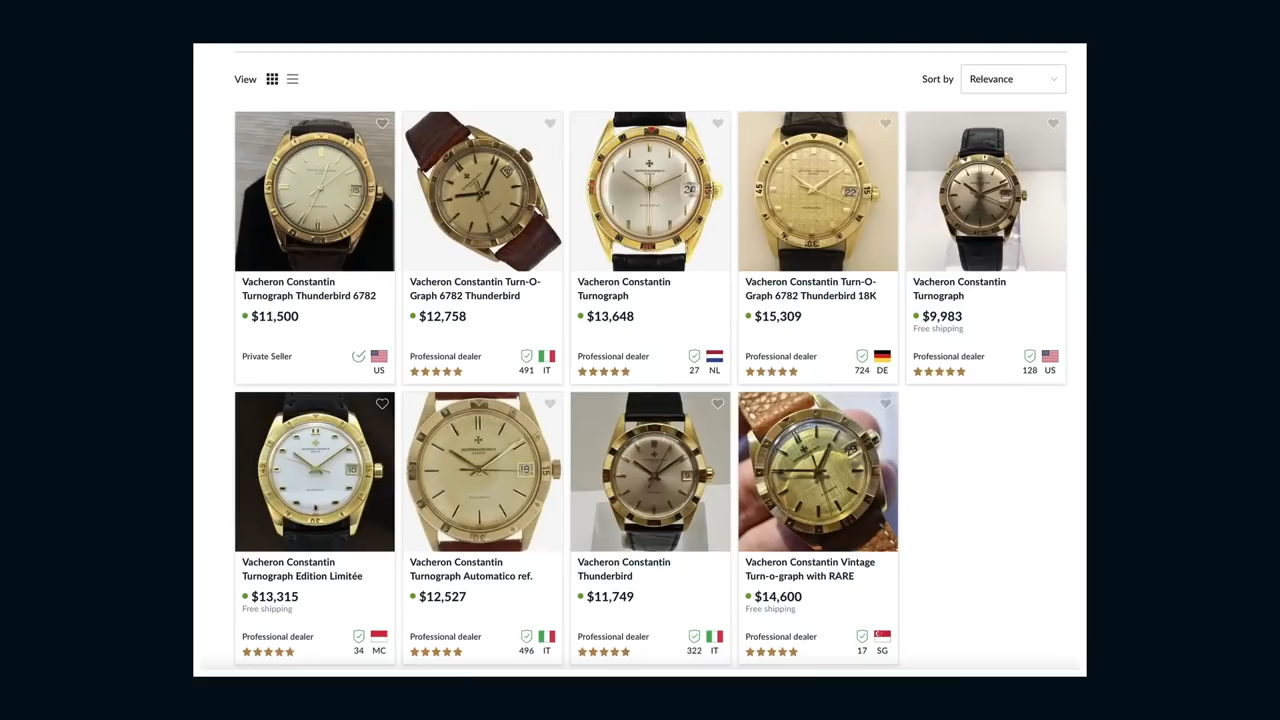 View
Sort by
Relevance
Vacheron Constantin
Turnograph Thunderbird 6782
$11,500
Private Seller
US
Vacheron Constantin Turn-O-
Graph 6782 Thunderbird
$12,758
Professional dealer
491 IT
Vacheron Constantin
Turnograph
$13,648
Professional dealer
27 NL
Vacheron Constantin Turn-O-
Graph 6782 Thunderbird 18K
$15,309
Professional dealer
724 DE
Vacheron Constantin
Turnograph
$9,983
Free shipping
Professional dealer
128 US
Vacheron Constantin
Turnograph Edition Limitée
$13,315
Free shipping
Professional dealer
34 MC
Vacheron Constantin
Turnograph Automatico ref.
$12,527
Professional dealer
496 IT
Vacheron Constantin
Thunderbird
$11,749
Professional dealer
322 IT
Vacheron Constantin Vintage
Turn-o-graph with RARE
$14,600
Free shipping
Professional dealer
17 SG